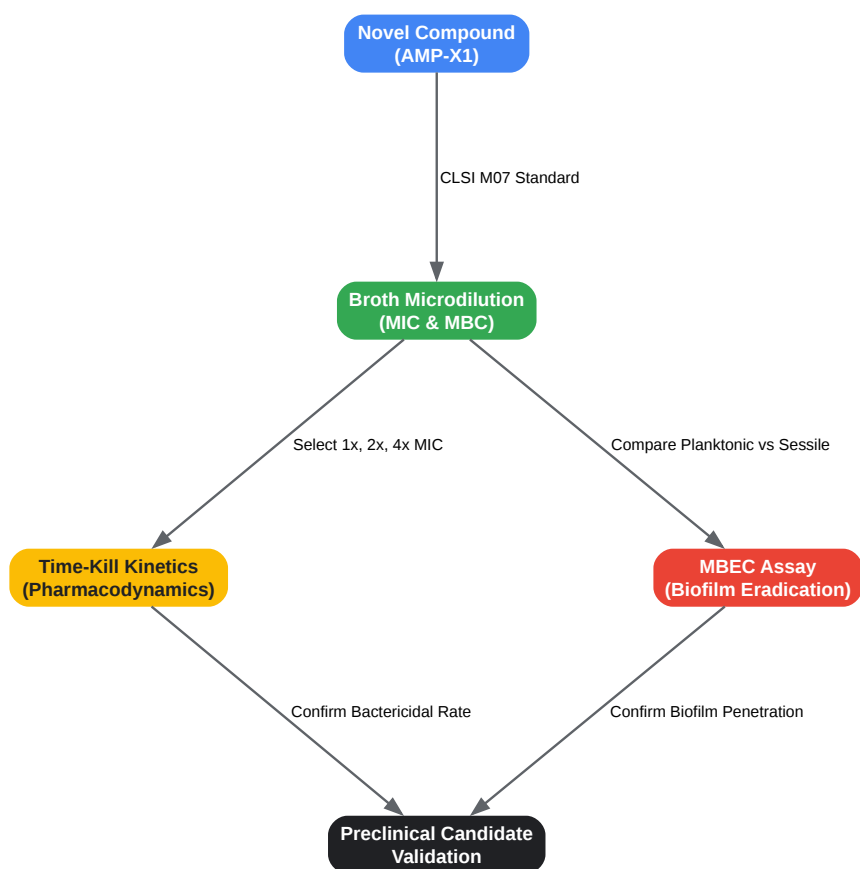 Novel Compound
(AMP-X1)
CLSI M07 Standard
Broth Microdilution
(MIC & MBC)
Select 1x, 2x, 4x MIC
Compare Planktonic vs Sessile
Time-Kill Kinetics
(Pharmacodynamics)
MBEC Assay
(Biofilm Eradication)
Confirm Bactericidal Rate
Confirm Biofilm Penetration
Preclinical Candidate
Validation